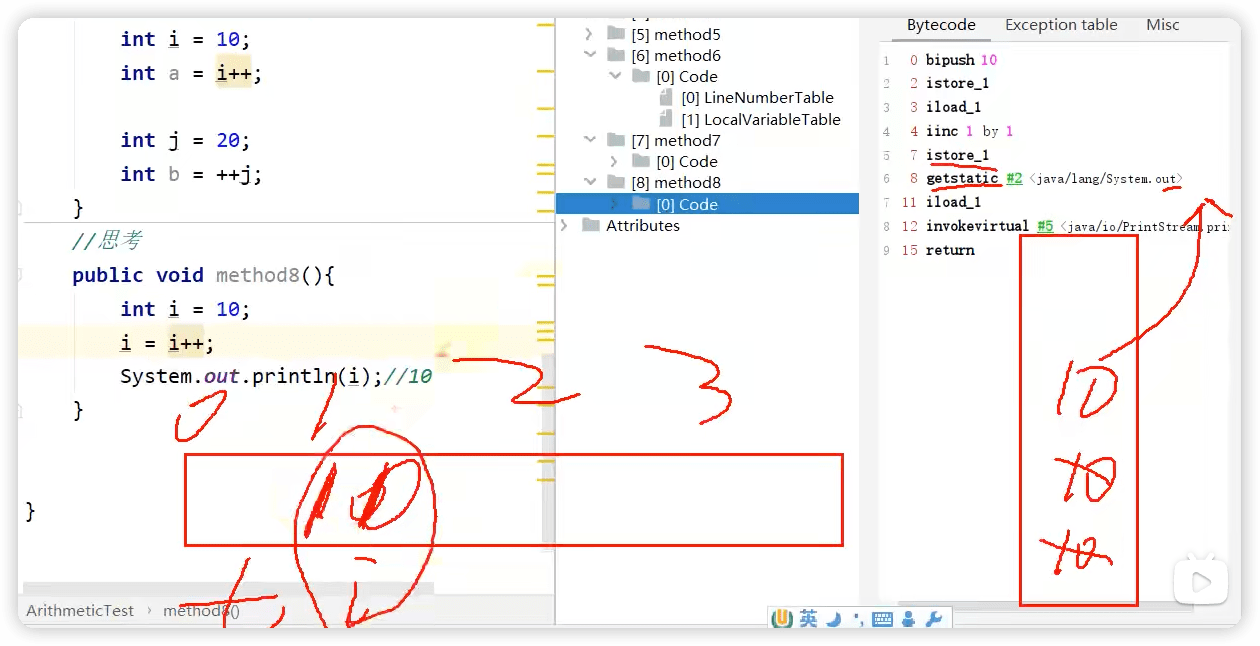 int i = 10;
int a = i++;
int j = 20;
int b = ++j;
}
//思考
public void method8(){
int i = 10;
i = i++;
System.out.println(i);//10
}
}
ArithmeticTest › method8()
[5] method5
[6] method6
[0] Code
[0] LineNumberTable
[1] LocalVariableTable
[7] method7
[0] Code
[8] method8
[0] Code
Attributes
Bytecode Exception table Misc
1 0 bipush 10
2 2 istore_1
3 3 iload_1
4 4 iinc 1 by 1
5 7 istore_1
6 8 getstatic #2 <java/lang/System.out>
7 11 iload_1
8 12 invokevirtual #5 <java/io/PrintStream.pri
9 15 return
0 1 2 3
10
10
10
10
英